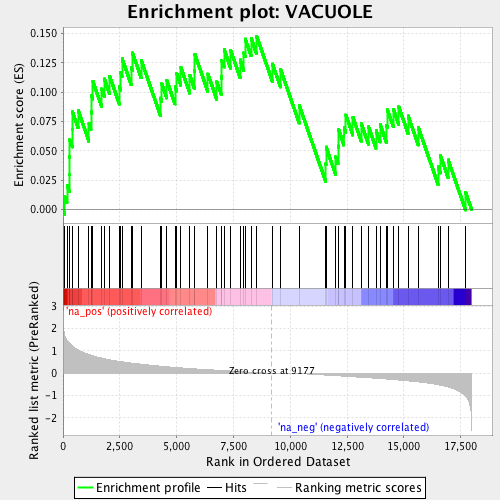 Enrichment plot: VACUOLE
Enrichment score (ES)
0.150
0.125
0.100
0.075
0.050
0.025
0.000
Ranked list metric (PreRanked)
3
2
1
0
-1
-2
'na_pos' (positively correlated)
Zero cross at 9177
'na_neg' (negatively correlated)
0
2,500
5,000
7,500
10,000
12,500
15,000
17,500
Rank in Ordered Dataset
Enrichment profile
Hits
Ranking metric scores